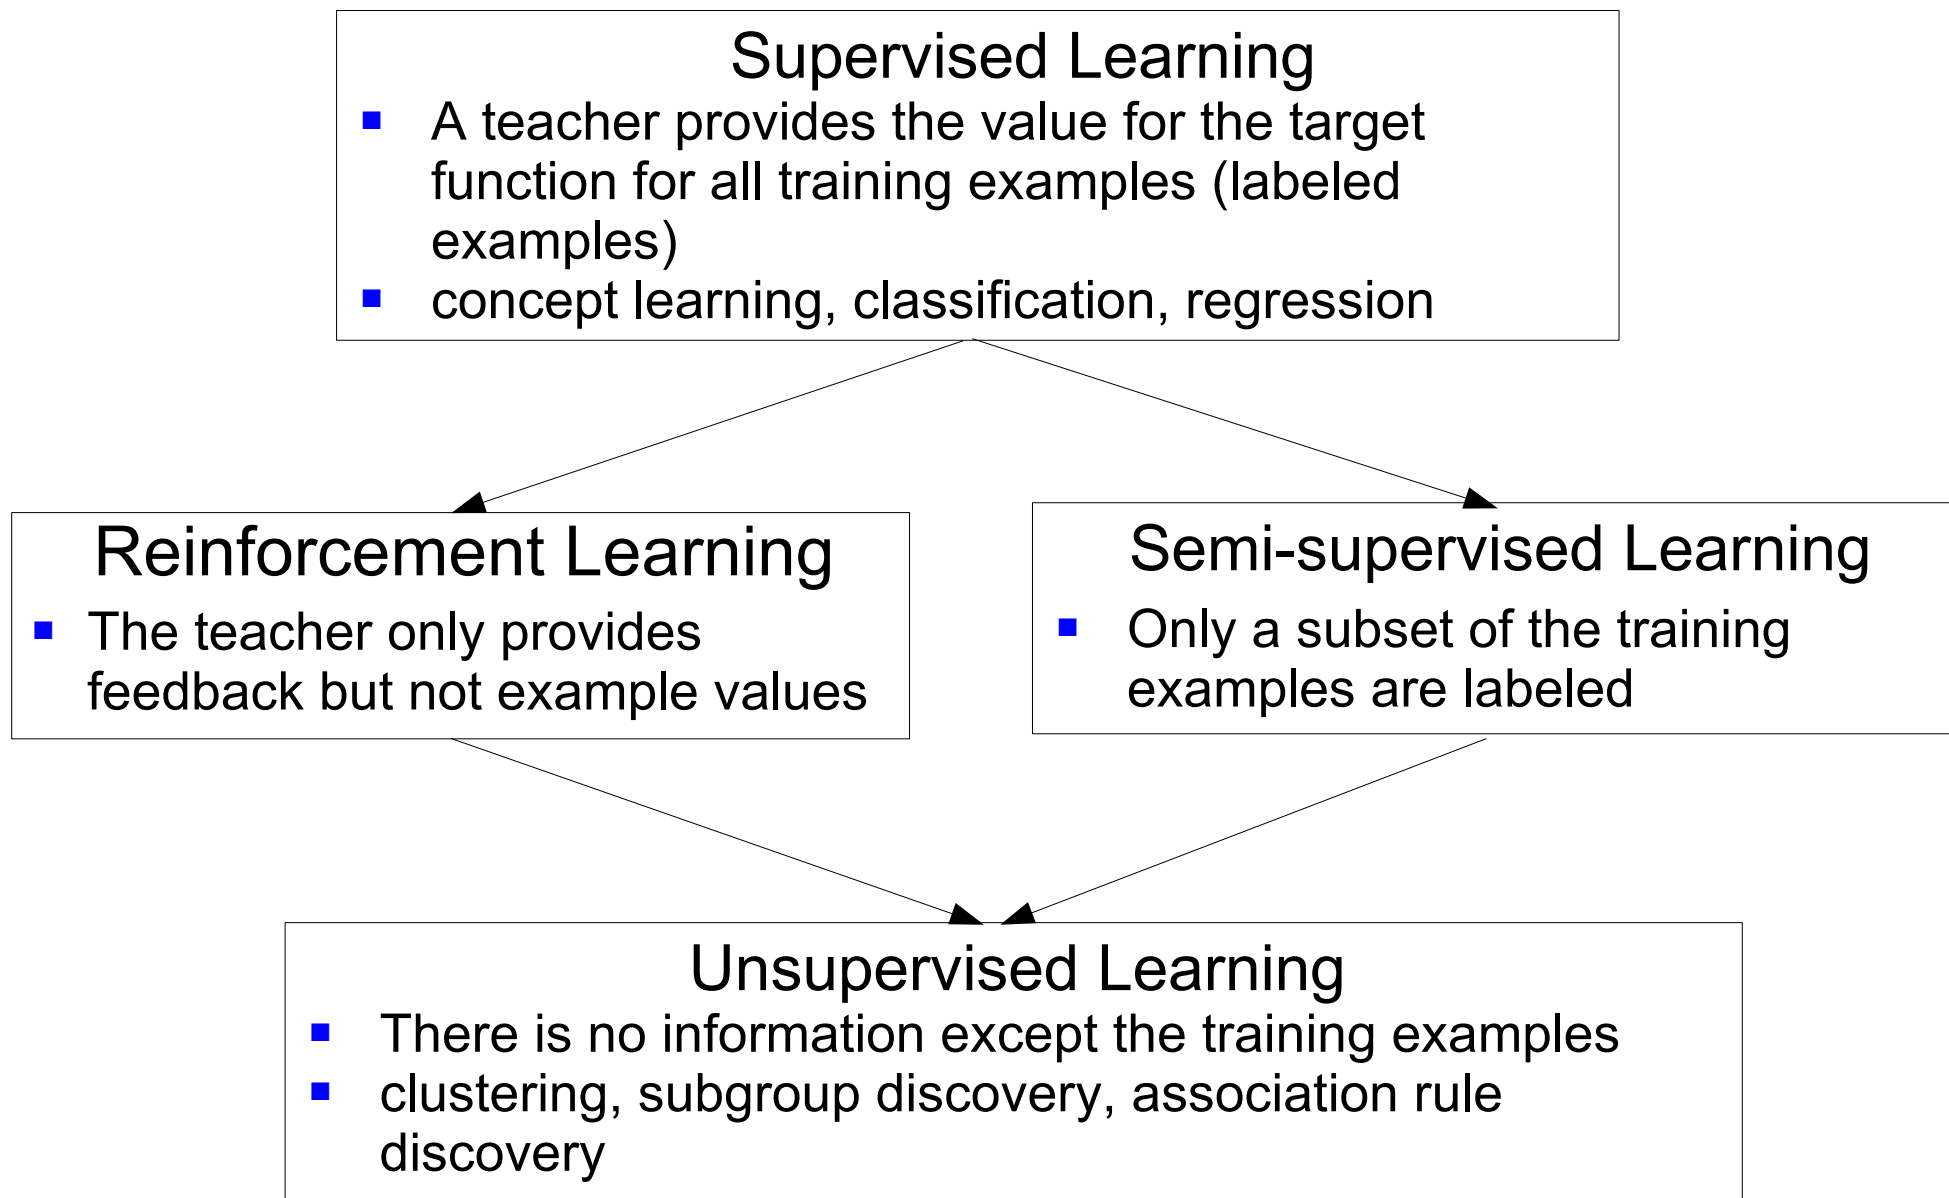 Supervised Learning
▪ A teacher provides the value for the target
function for all training examples (labeled
examples)
▪ concept learning, classification, regression
Reinforcement Learning
▪ The teacher only provides
feedback but not example values
Semi-supervised Learning
▪ Only a subset of the training
examples are labeled
Unsupervised Learning
▪ There is no information except the training examples
▪ clustering, subgroup discovery, association rule
discovery